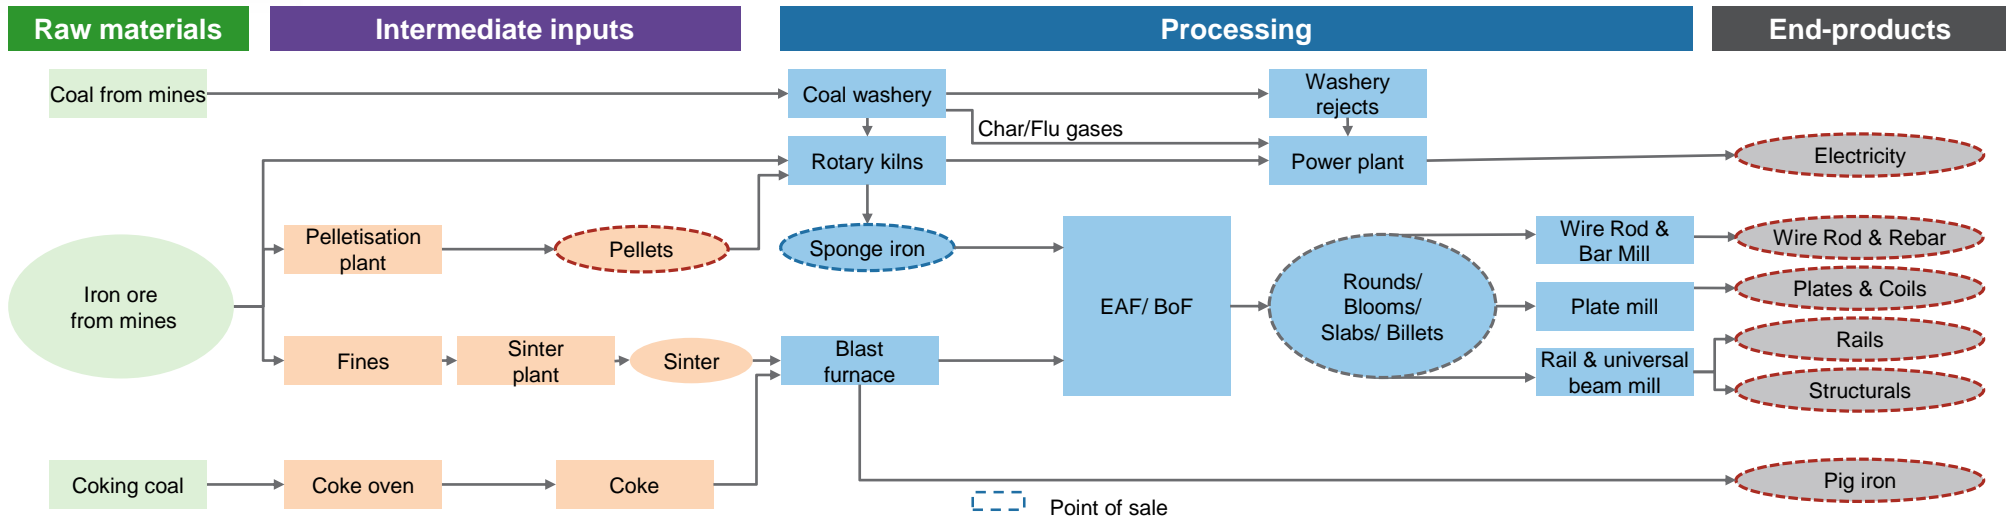 Raw materials
Intermediate inputs
Processing
End-products
Coal from mines
Coal washery
Washery
rejects
Char/Flu gases
Rotary kilns
Power plant
Electricity
Pelletisation
plant
Pellets
Sponge iron
Wire Rod &
Bar Mill
Wire Rod & Rebar
Iron ore
from mines
EAF/ BoF
Rounds/
Blooms/
Slabs/ Billets
Plate mill
Plates & Coils
Fines
Sinter
plant
Sinter
Blast
furnace
Rail & universal
beam mill
Rails
Structurals
Coking coal
Coke oven
Coke
Pig iron
Point of sale